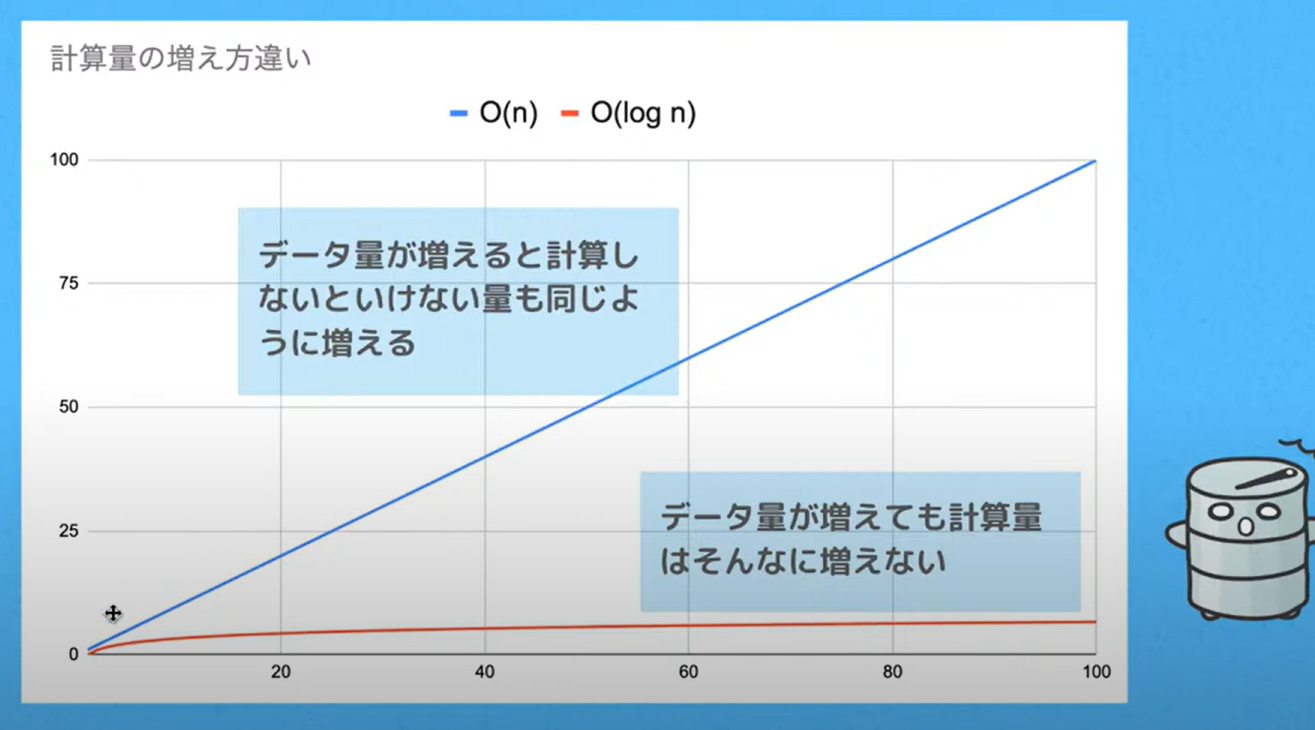 計算量の増え方違い
O(n) O(log n)
100
データ量が増えると計算し
75
ないといけない量も同じよ
うに増える
50
データ量が増えても計算量
25
はそんなに増えない
0
20 40 60 80 100